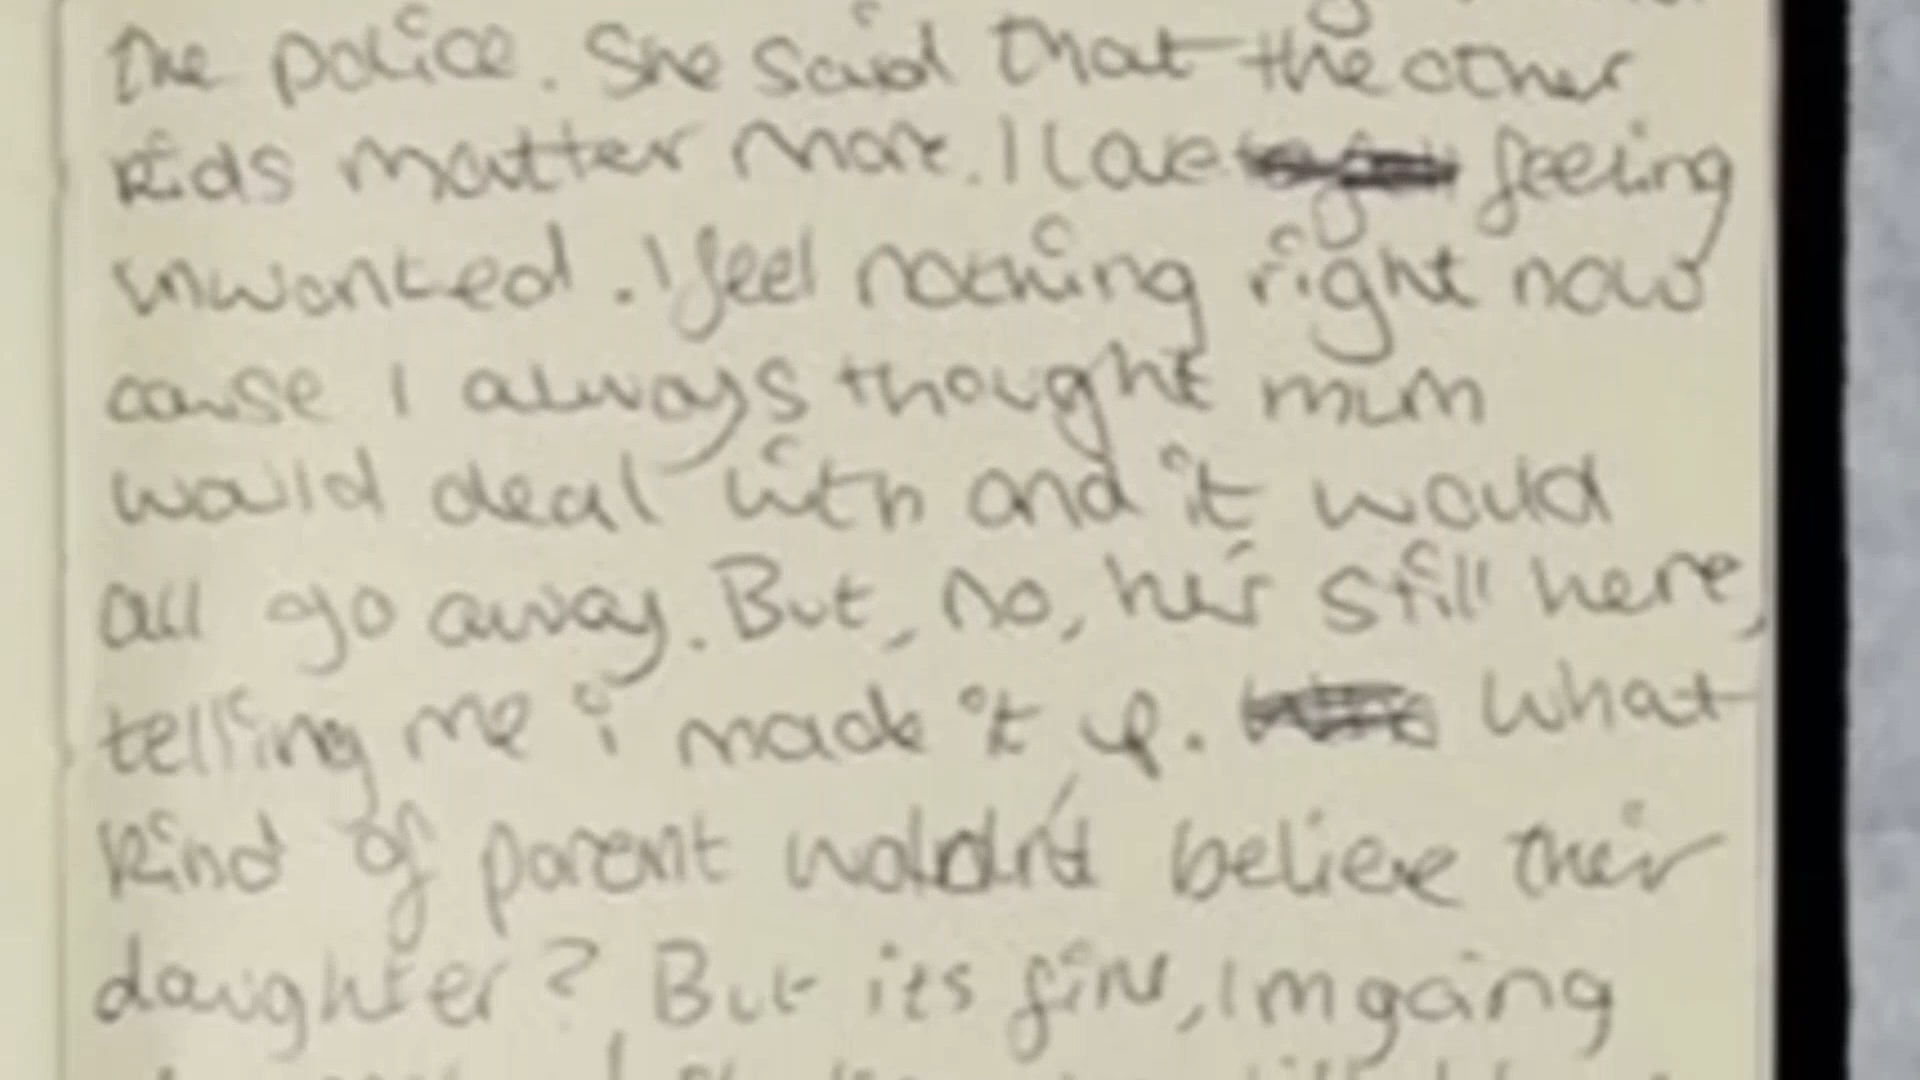 the police. She said that the other
kids matter more. I love feeling
unwanted. I feel nothing right now
cause I always thought mum
would deal with and it would
all go away. But, no, he's still here,
telling me i made it up. What
kind of parent woldn't believe their
daughter? But its fine, Im going